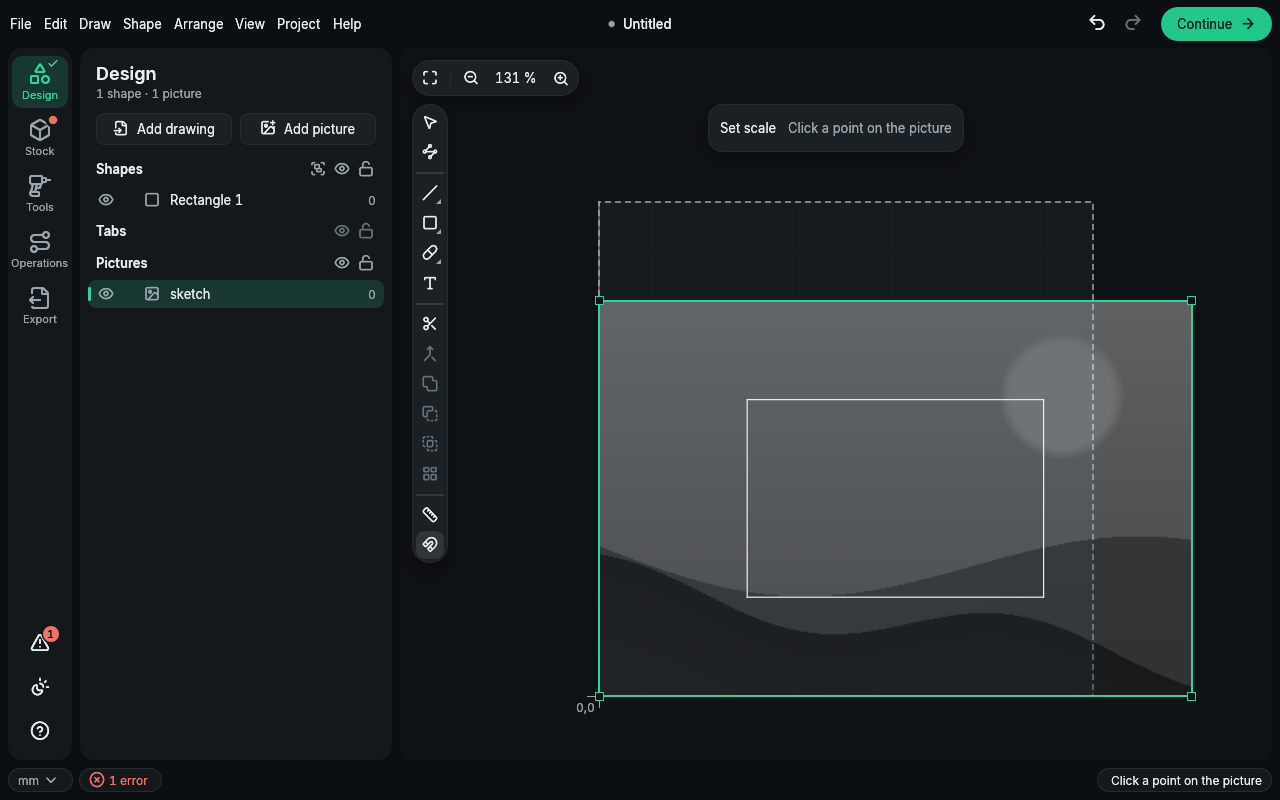 File Edit Draw Shape Arrange View Project Help
Untitled
Continue
Design
Stock
Tools
Operations
Export
1
Design
1 shape · 1 picture
Add drawing
Add picture
Shapes
Rectangle 1 0
Tabs
Pictures
sketch 0
131 %
Set scale Click a point on the picture
0,0
mm
1 error
Click a point on the picture